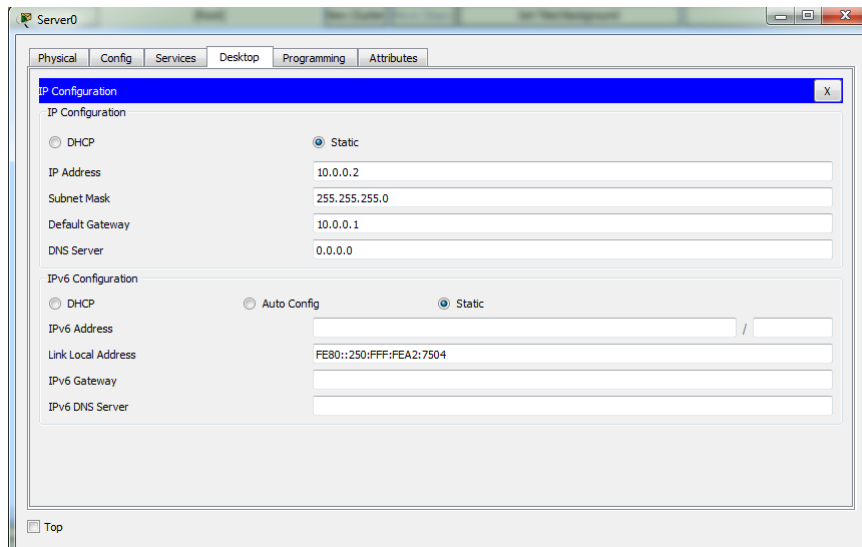 Server0
Physical Config Services Desktop Programming Attributes
IP Configuration X
IP Configuration
DHCP Static
IP Address 10.0.0.2
Subnet Mask 255.255.255.0
Default Gateway 10.0.0.1
DNS Server 0.0.0.0
IPv6 Configuration
DHCP Auto Config Static
IPv6 Address /
Link Local Address FE80::250:FFF:FEA2:7504
IPv6 Gateway
IPv6 DNS Server
Top